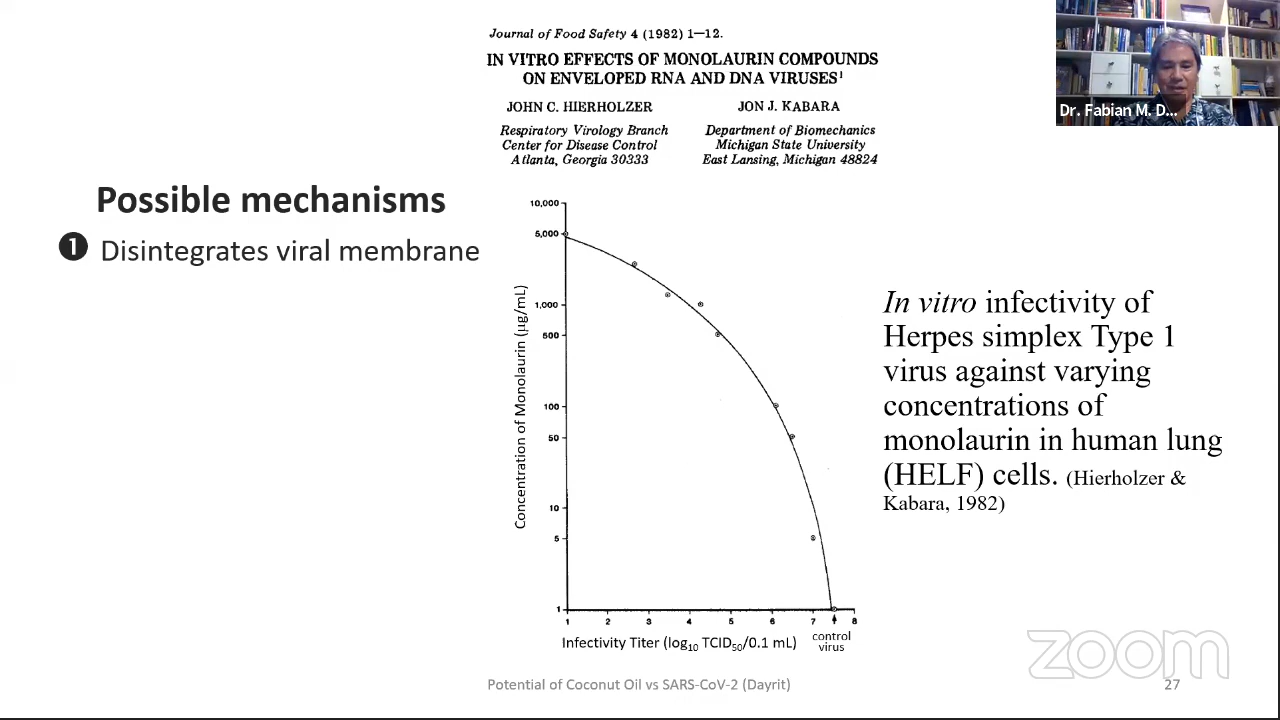 Journal of Food Safety 4 (1982) 1—12.
IN VITRO EFFECTS OF MONOLAURIN COMPOUNDS
ON ENVELOPED RNA AND DNA VIRUSES¹
JOHN C. HIERHOLZER
Respiratory Virology Branch
Center for Disease Control
Atlanta, Georgia 30333
JON J. KABARA
Department of Biomechanics
Michigan State University
East Lansing, Michigan 48824
Dr. Fabian M. D...
Possible mechanisms
❶ Disintegrates viral membrane
Concentration of Monolaurin (µg/mL)
10,000
5,000
1,000
500
100
50
10
5
1
1 2 3 4 5 6 7 8
Infectivity Titer (log₁₀ TCID₅₀/0.1 mL)
control
virus
In vitro infectivity of
Herpes simplex Type 1
virus against varying
concentrations of
monolaurin in human lung
(HELF) cells. (Hierholzer &
Kabara, 1982)
zoom
Potential of Coconut Oil vs SARS-CoV-2 (Dayrit)
27